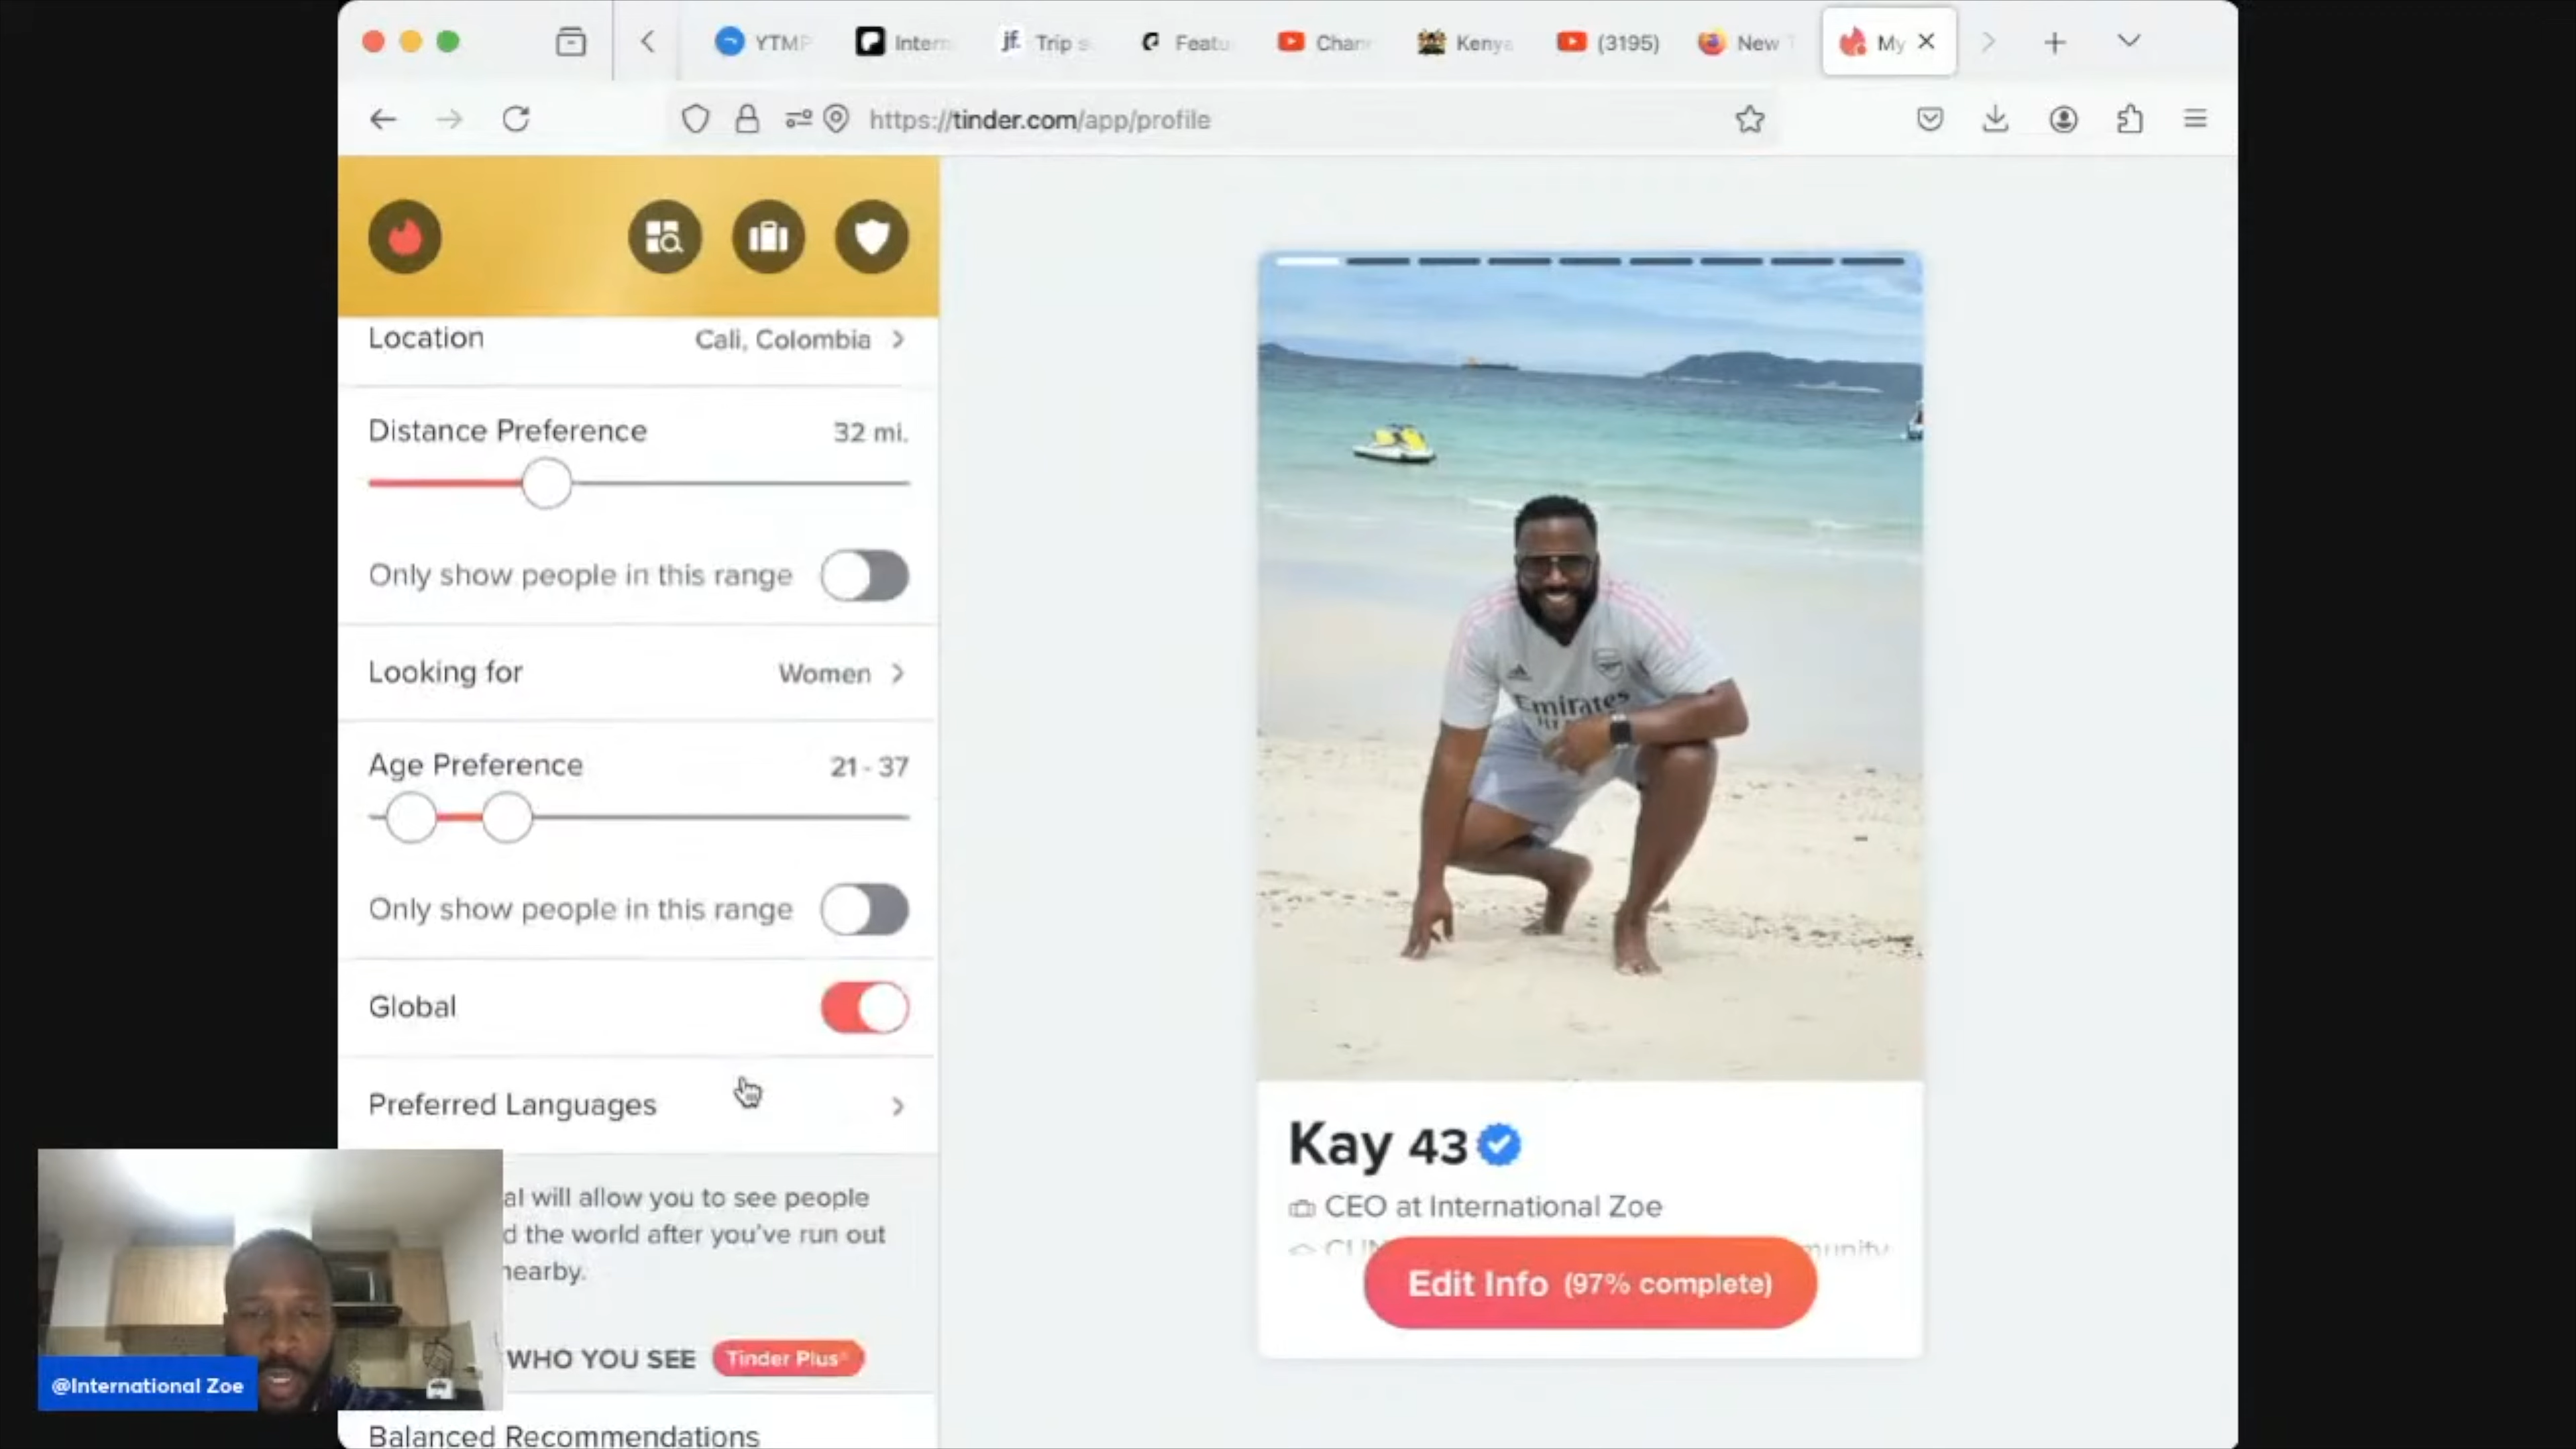 YTMP
Intern
jf.
Trip s
Featu
Chan
Kenya
(3195)
New T
My
https://tinder.com/app/profile
Location
Cali, Colombia
Distance Preference
32 mi.
Only show people in this range
Looking for
Women
Age Preference
21 - 37
Only show people in this range
Global
Preferred Languages
al will allow you to see people
d the world after you've run out
nearby.
WHO YOU SEE
Tinder Plus®
Balanced Recommendations
@International Zoe
Emirates
Kay 43
CEO at International Zoe
CUN
munity
Edit Info (97% complete)